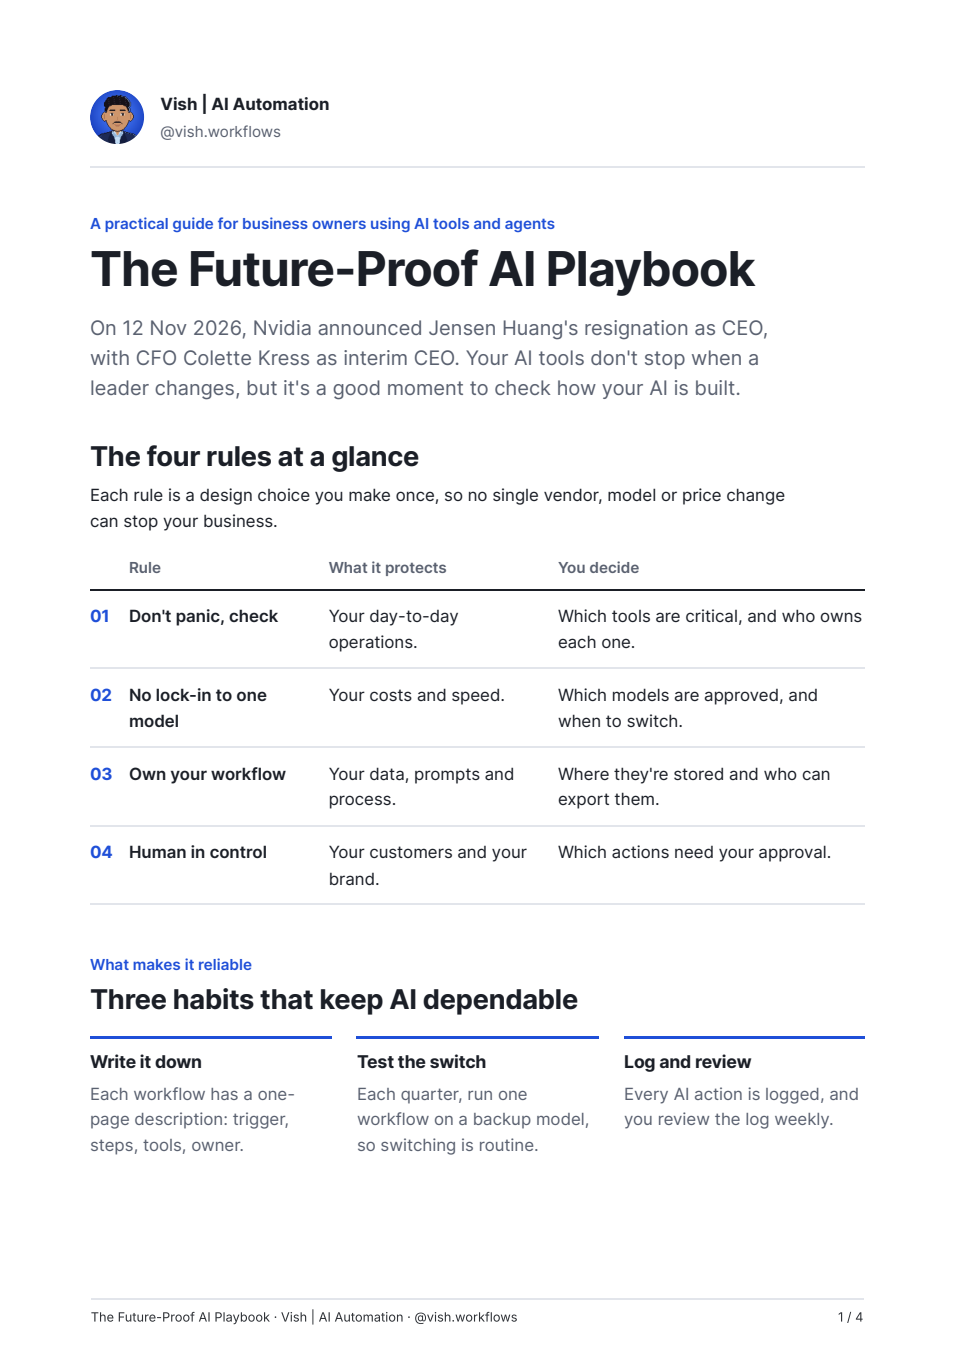 Vish | AI Automation
@vish.workflows
A practical guide for business owners using AI tools and agents
The Future-Proof AI Playbook
On 12 Nov 2026, Nvidia announced Jensen Huang's resignation as CEO,
with CFO Colette Kress as interim CEO. Your AI tools don't stop when a
leader changes, but it's a good moment to check how your AI is built.
The four rules at a glance
Each rule is a design choice you make once, so no single vendor, model or price change
can stop your business.
Rule What it protects You decide
01 Don't panic, check Your day-to-day Which tools are critical, and who owns
operations. each one.
02 No lock-in to one Your costs and speed. Which models are approved, and
model when to switch.
03 Own your workflow Your data, prompts and Where they're stored and who can
process. export them.
04 Human in control Your customers and your Which actions need your approval.
brand.
What makes it reliable
Three habits that keep AI dependable
Write it down
Each workflow has a one-
page description: trigger,
steps, tools, owner.
Test the switch
Each quarter, run one
workflow on a backup model,
so switching is routine.
Log and review
Every AI action is logged, and
you review the log weekly.
The Future-Proof AI Playbook · Vish | AI Automation · @vish.workflows 1 / 4